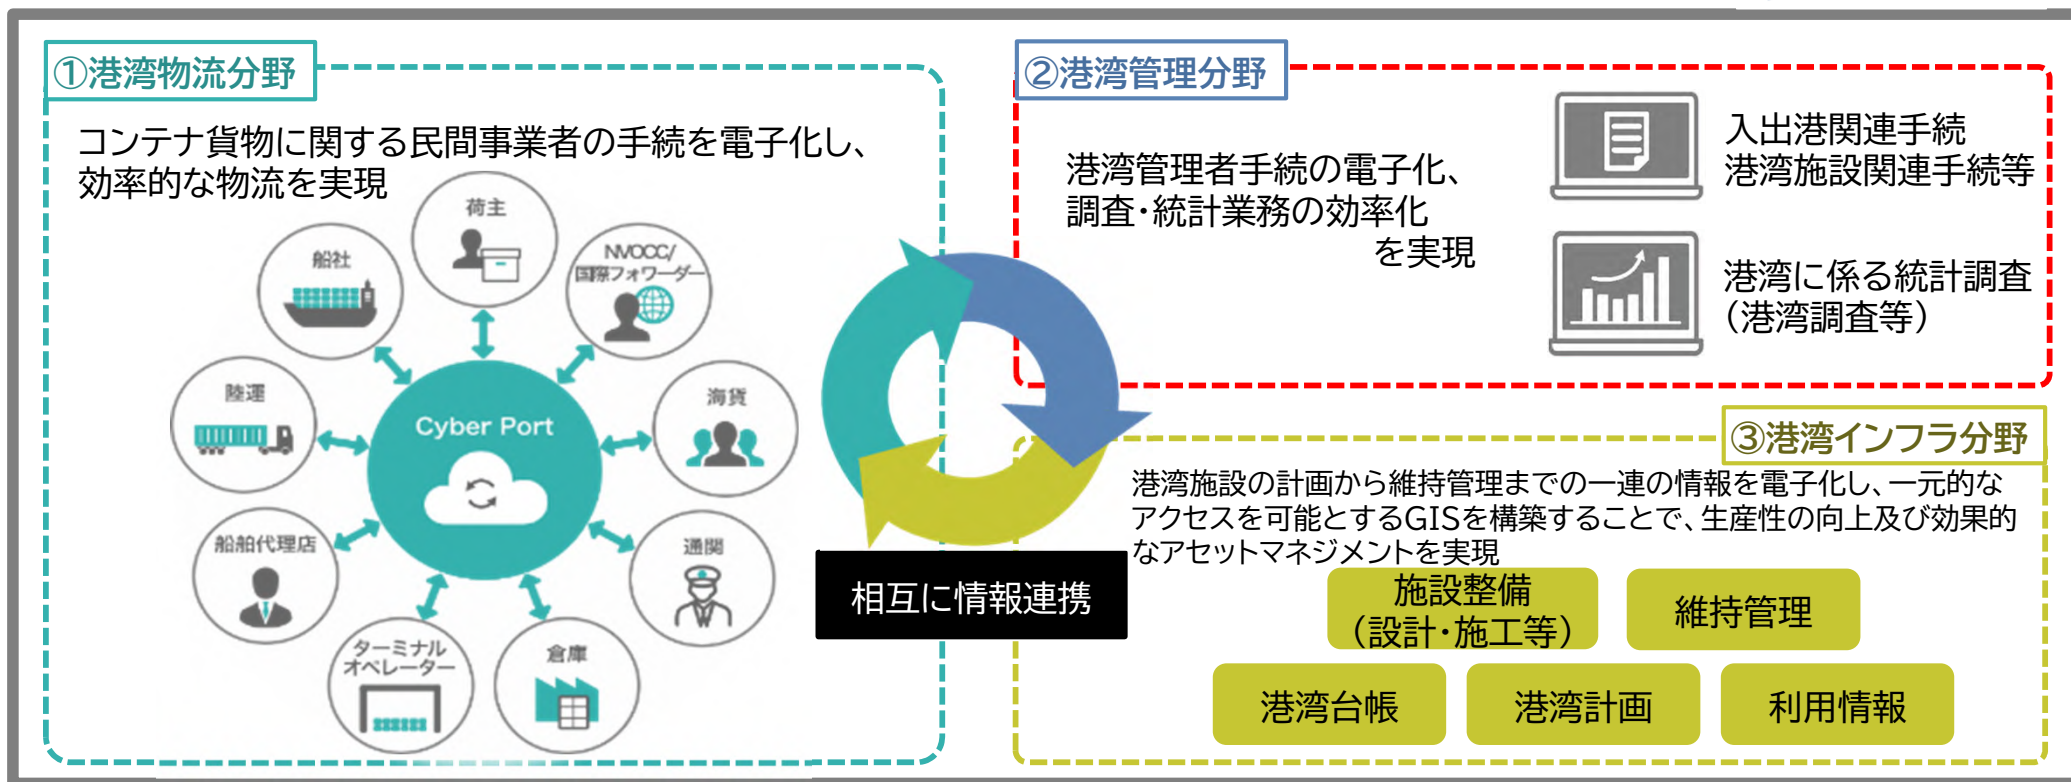 ①港湾物流分野
コンテナ貨物に関する民間事業者の手続を電子化し、
効率的な物流を実現
荷主
船社
NVOCC/
国際フォワーダー
陸運
海貨
Cyber Port
船舶代理店
通関
ターミナル
オペレーター
倉庫
相互に情報連携
②港湾管理分野
港湾管理者手続の電子化、
調査・統計業務の効率化
を実現
入出港関連手続
港湾施設関連手続等
港湾に係る統計調査
（港湾調査等）
③港湾インフラ分野
港湾施設の計画から維持管理までの一連の情報を電子化し、一元的な
アクセスを可能とするGISを構築することで、生産性の向上及び効果的
なアセットマネジメントを実現
施設整備
（設計・施工等）
維持管理
港湾台帳
港湾計画
利用情報